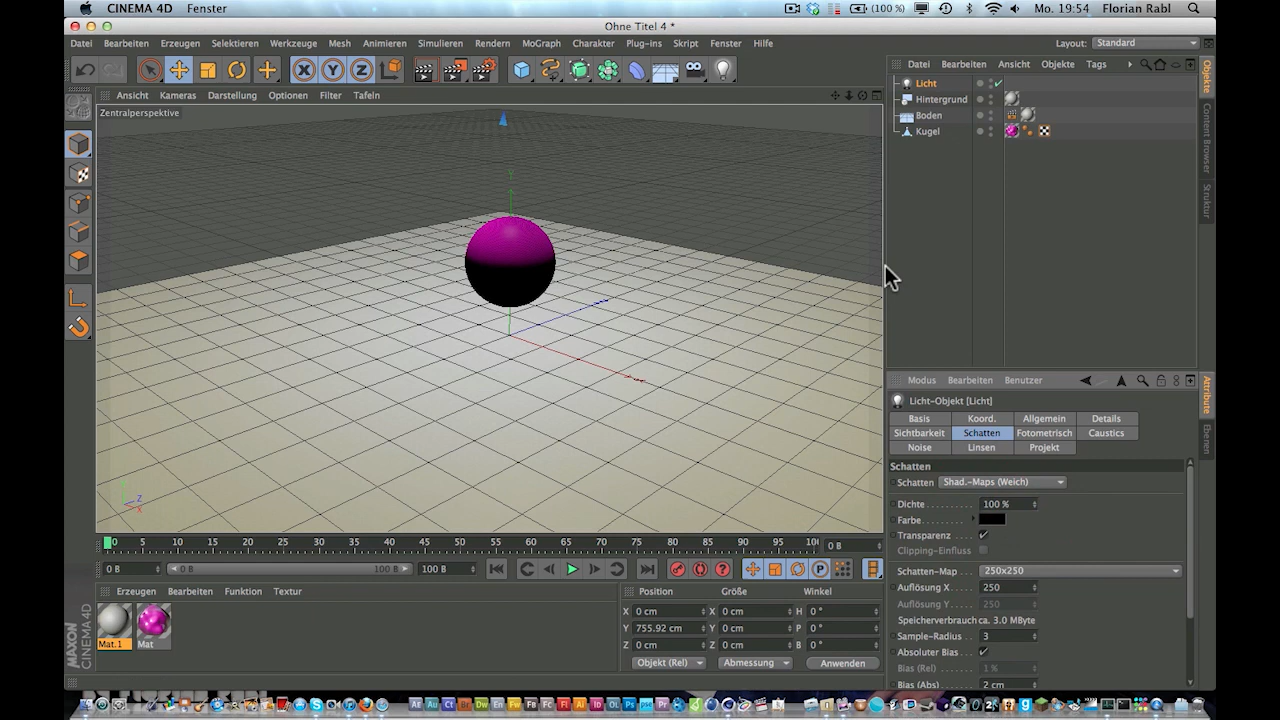 CINEMA 4D Fenster (100 %) Mo. 19:54 Florian Rabl
Ohne Titel 4 *
Datei Bearbeiten Erzeugen Selektieren Werkzeuge Mesh Animieren Simulieren Rendern MoGraph Charakter Plug-ins Skript Fenster Hilfe Layout: Standard
Datei Bearbeiten Ansicht Objekte Tags
Ansicht Kameras Darstellung Optionen Filter Tafeln
Zentralperspektive
Licht
Hintergrund
Boden
Kugel
Objekte
Content Browser
Struktur
Modus Bearbeiten Benutzer
Licht-Objekt [Licht]
Basis Koord. Allgemein Details
Sichtbarkeit Schatten Fotometrisch Caustics
Noise Linsen Projekt
Attribute
Ebenen
Schatten
Schatten Shad.-Maps (Weich)
Dichte 100 %
Farbe
Transparenz
Clipping-Einfluss
Schatten-Map 250x250
Auflösung X 250
Auflösung Y 250
Speicherverbrauch ca. 3.0 MByte
Sample-Radius 3
Absoluter Bias
Bias (Rel) 1 %
Bias (Abs) 2 cm
Y
Z
X
0 5 10 15 20 25 30 35 40 45 50 55 60 65 70 75 80 85 90 95 100 0 B
0 B 0 B 100 B 100 B
Erzeugen Bearbeiten Funktion Textur
Mat.1 Mat
MAXON
CINEMA 4D
Position Größe Winkel
X 0 cm X 0 cm H 0 °
Y 755.92 cm Y 0 cm P 0 °
Z 0 cm Z 0 cm B 0 °
Objekt (Rel) Abmessung Anwenden